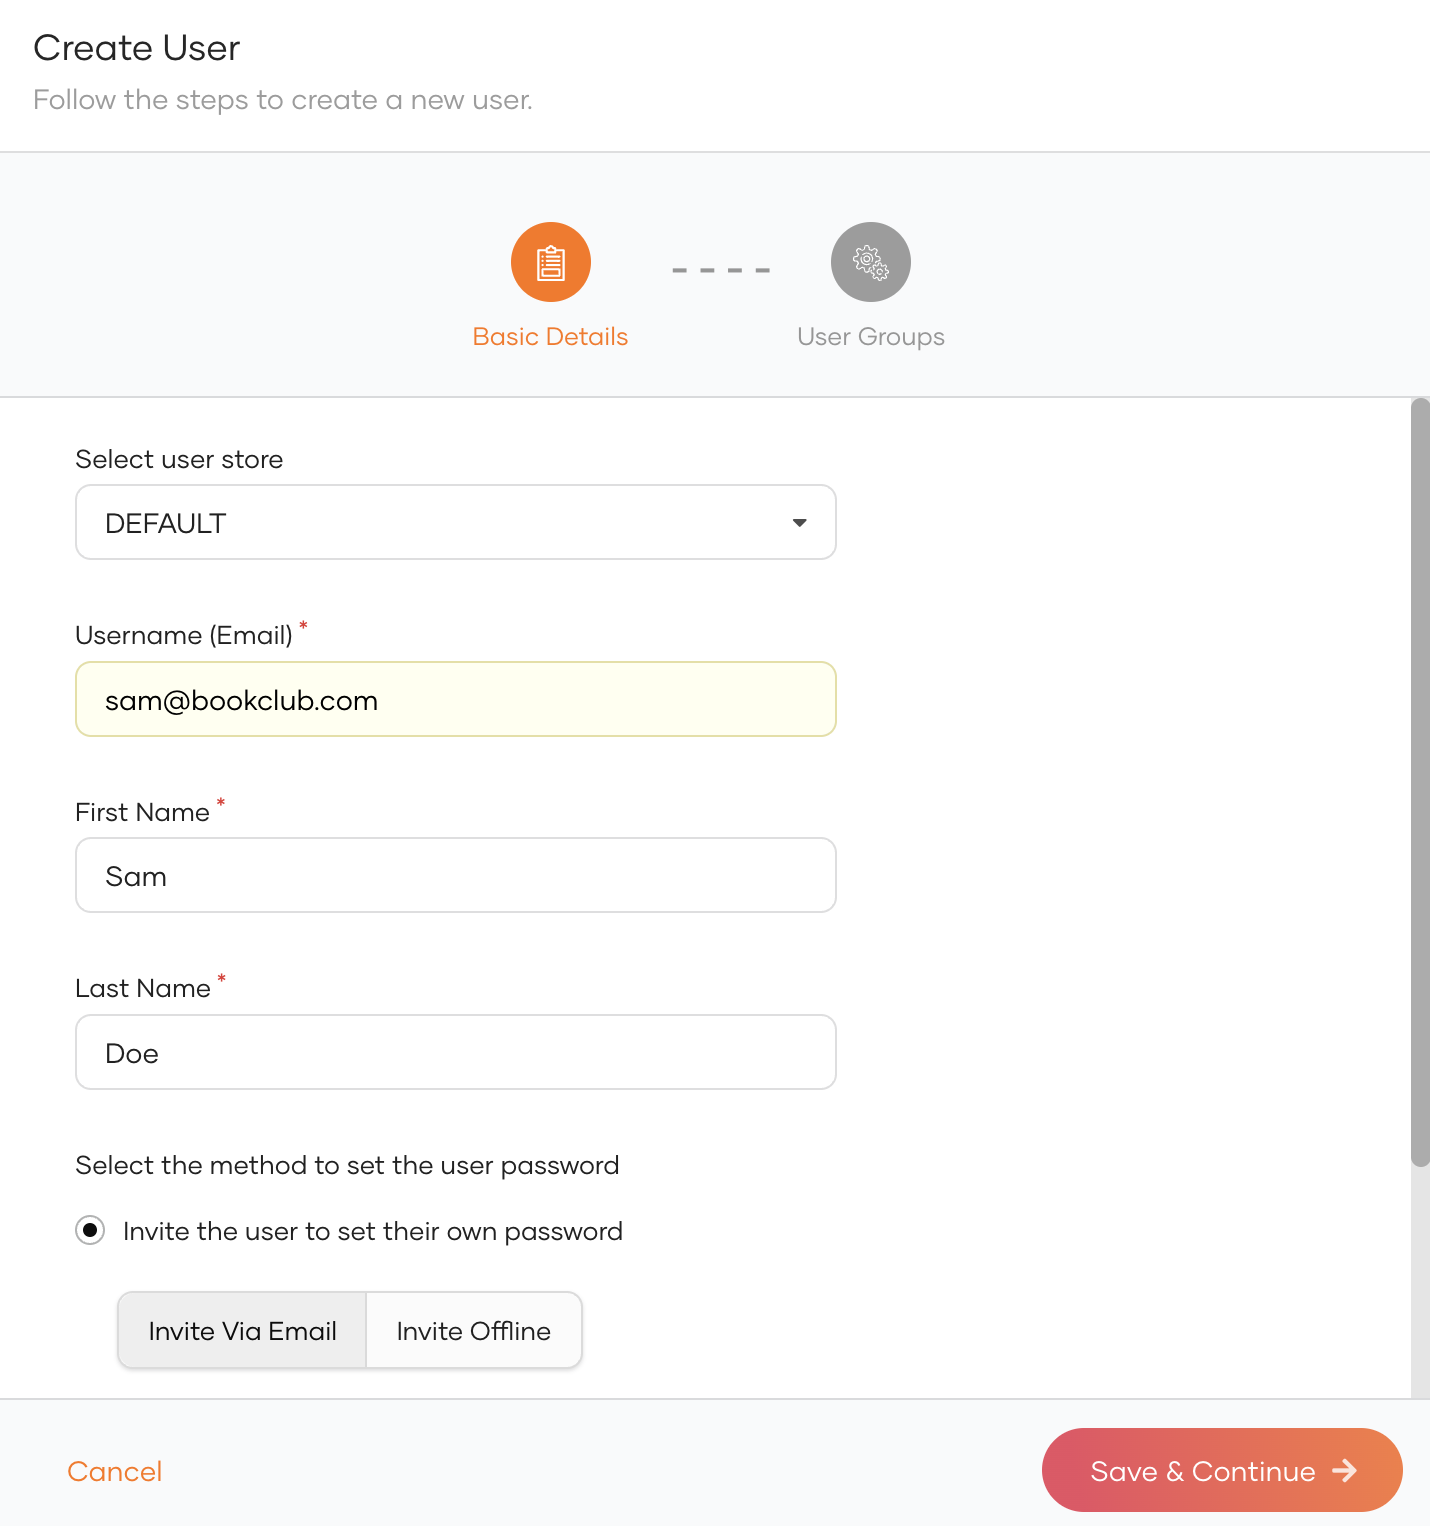 Create User
Follow the steps to create a new user.
Basic Details
User Groups
Select user store
DEFAULT
Username (Email) *
sam@bookclub.com
First Name *
Sam
Last Name *
Doe
Select the method to set the user password
Invite the user to set their own password
Invite Via Email
Invite Offline
Cancel
Save & Continue